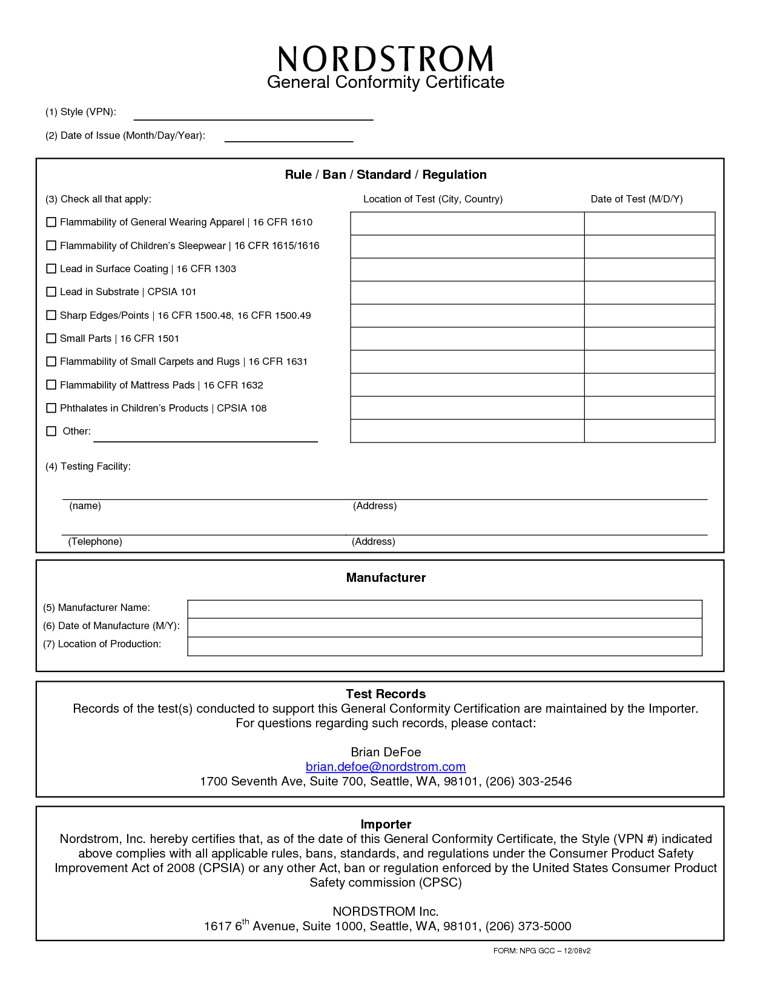 NORDSTROM
General Conformity Certificate
(1) Style (VPN):
(2) Date of Issue (Month/Day/Year):
Rule / Ban / Standard / Regulation
(3) Check all that apply: Location of Test (City, Country) Date of Test (M/D/Y)
Flammability of General Wearing Apparel | 16 CFR 1610
Flammability of Children's Sleepwear | 16 CFR 1615/1616
Lead in Surface Coating | 16 CFR 1303
Lead in Substrate | CPSIA 101
Sharp Edges/Points | 16 CFR 1500.48, 16 CFR 1500.49
Small Parts | 16 CFR 1501
Flammability of Small Carpets and Rugs | 16 CFR 1631
Flammability of Mattress Pads | 16 CFR 1632
Phthalates in Children's Products | CPSIA 108
Other:
(4) Testing Facility:
(name) (Address)
(Telephone) (Address)
Manufacturer
(5) Manufacturer Name:
(6) Date of Manufacture (M/Y):
(7) Location of Production:
Test Records
Records of the test(s) conducted to support this General Conformity Certification are maintained by the Importer.
For questions regarding such records, please contact:
Brian DeFoe
brian.defoe@nordstrom.com
1700 Seventh Ave, Suite 700, Seattle, WA, 98101, (206) 303-2546
Importer
Nordstrom, Inc. hereby certifies that, as of the date of this General Conformity Certificate, the Style (VPN #) indicated
above complies with all applicable rules, bans, standards, and regulations under the Consumer Product Safety
Improvement Act of 2008 (CPSIA) or any other Act, ban or regulation enforced by the United States Consumer Product
Safety commission (CPSC)
NORDSTROM Inc.
1617 6th Avenue, Suite 1000, Seattle, WA, 98101, (206) 373-5000
FORM: NPG GCC – 12/08v2